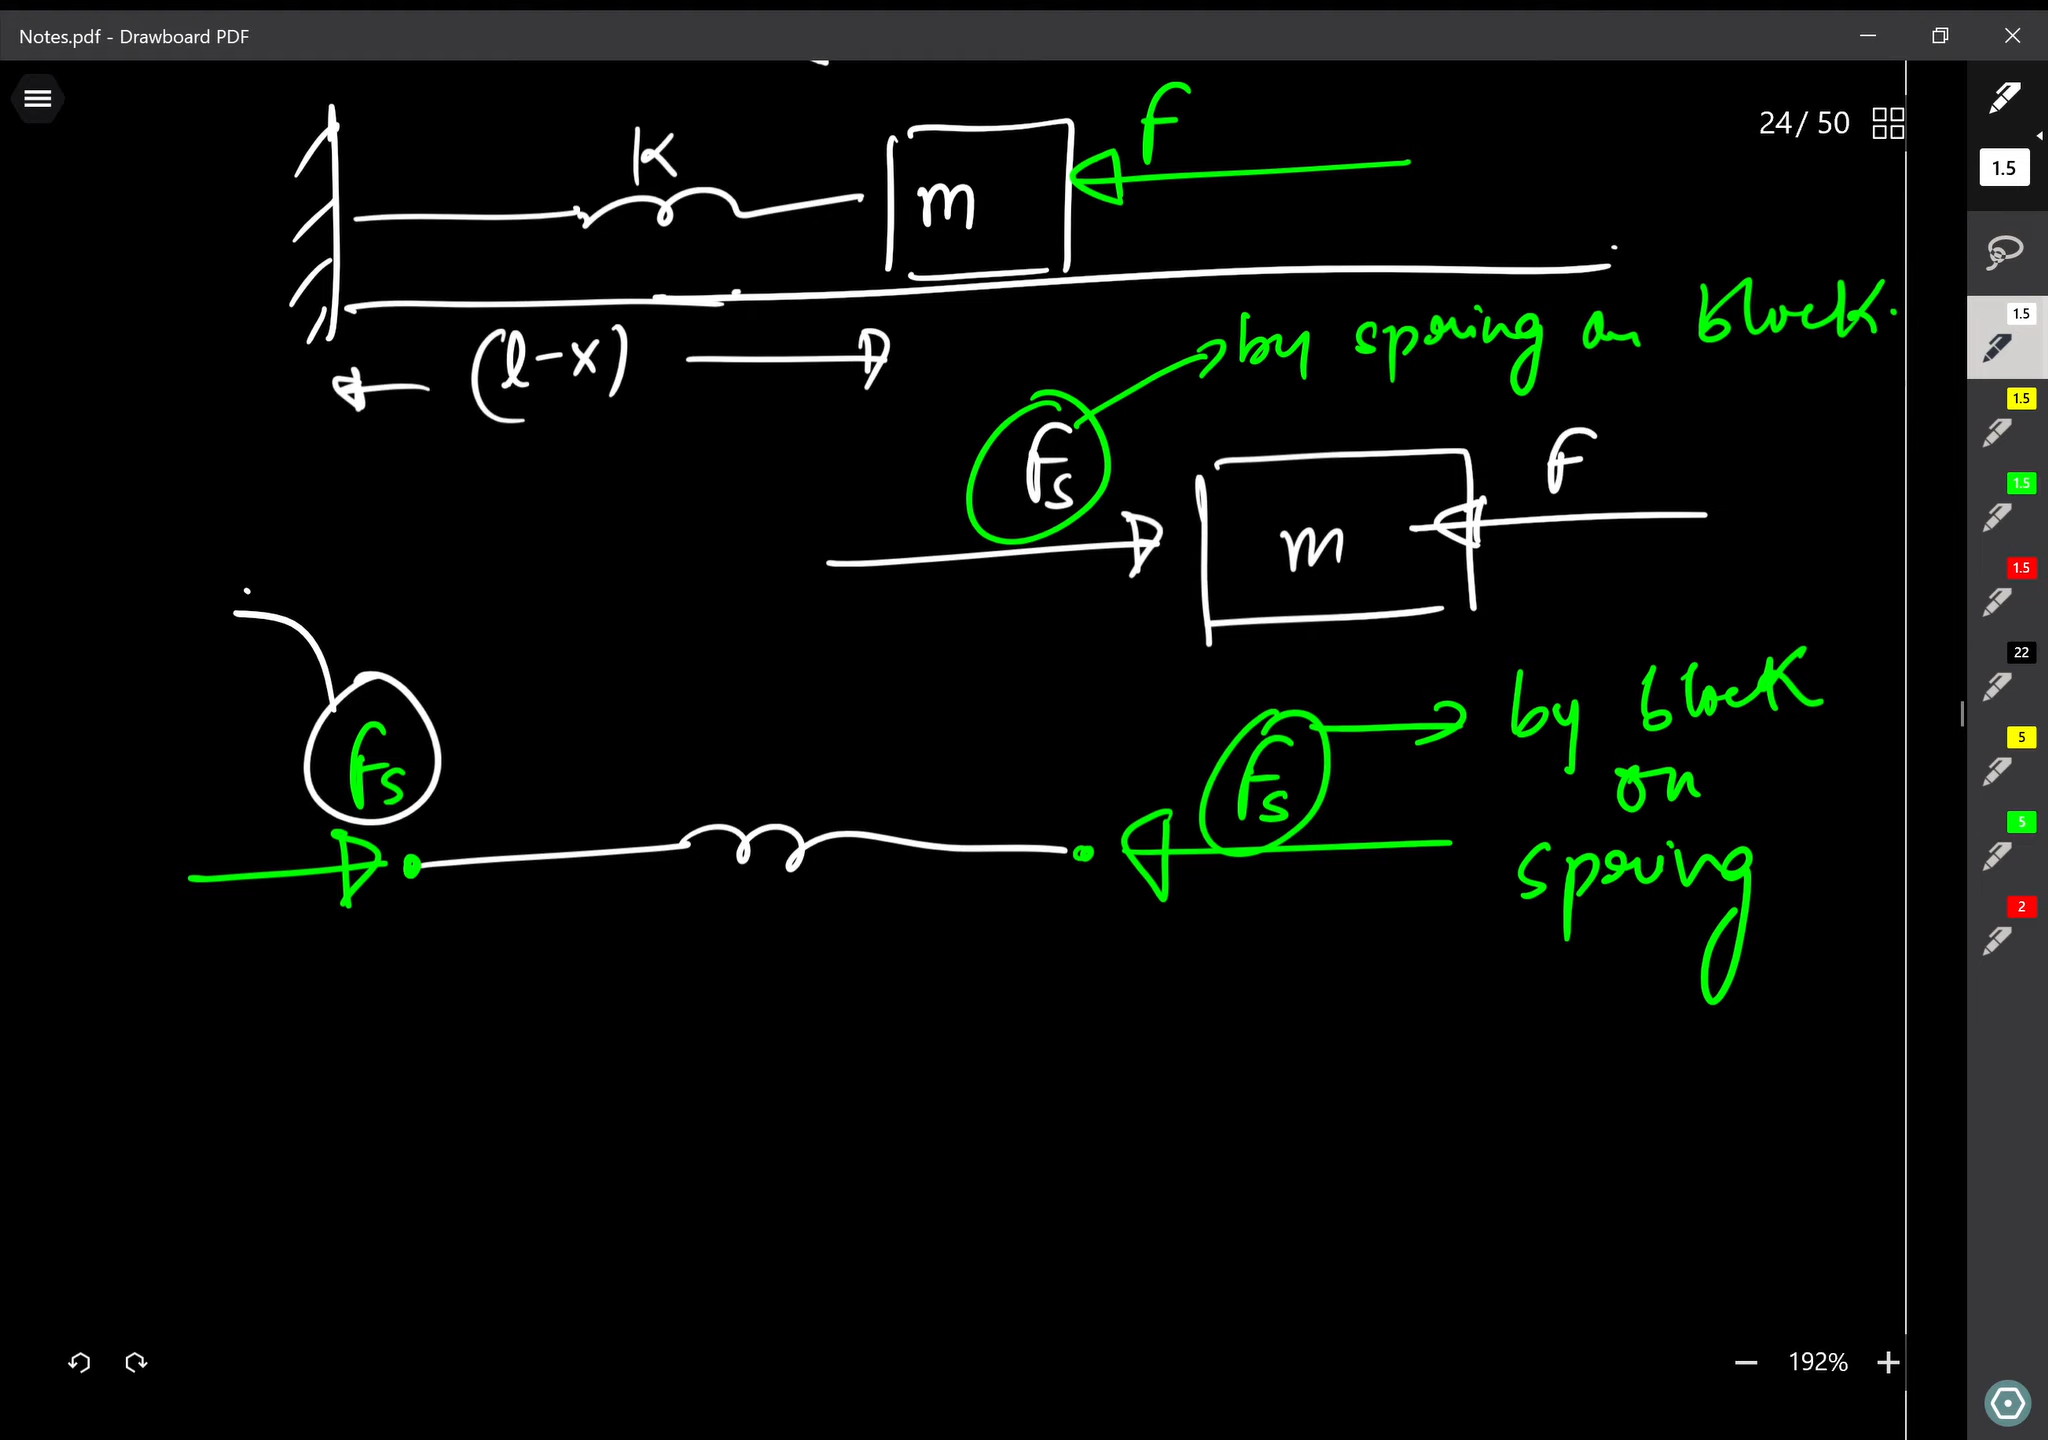 Notes.pdf - Drawboard PDF
24/ 50
K
m
F
(l-x)
by spring on block.
Fs
m
F
Fs
Fs
by block
on
spring
1.5
1.5
1.5
1.5
1.5
22
5
5
2
192%